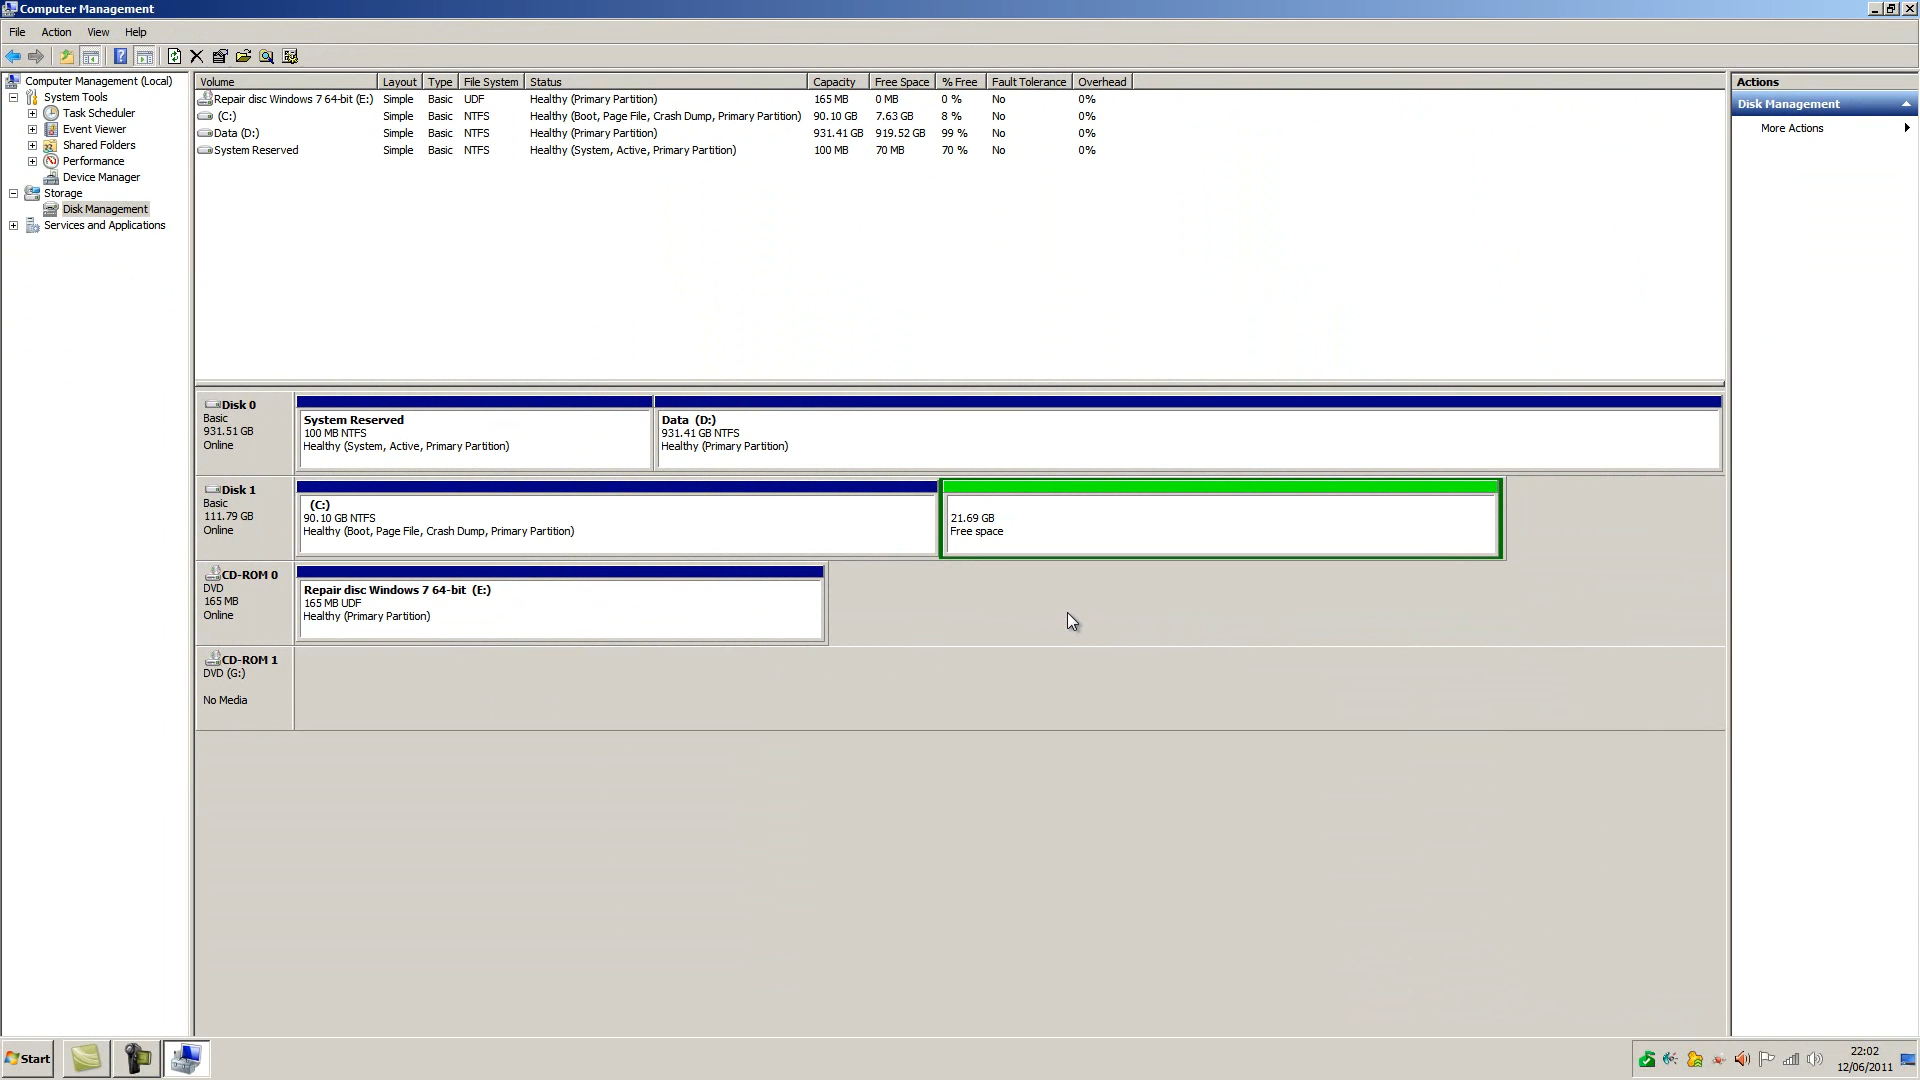 Computer Management
File Action View Help
Computer Management (Local)
System Tools
Task Scheduler
Event Viewer
Shared Folders
Performance
Device Manager
Storage
Disk Management
Services and Applications
Volume Layout Type File System Status Capacity Free Space % Free Fault Tolerance Overhead
Repair disc Windows 7 64-bit (E:) Simple Basic UDF Healthy (Primary Partition) 165 MB 0 MB 0 % No 0%
(C:) Simple Basic NTFS Healthy (Boot, Page File, Crash Dump, Primary Partition) 90.10 GB 7.63 GB 8 % No 0%
Data (D:) Simple Basic NTFS Healthy (Primary Partition) 931.41 GB 919.52 GB 99 % No 0%
System Reserved Simple Basic NTFS Healthy (System, Active, Primary Partition) 100 MB 70 MB 70 % No 0%
Disk 0
Basic
931.51 GB
Online
System Reserved
100 MB NTFS
Healthy (System, Active, Primary Partition)
Data (D:)
931.41 GB NTFS
Healthy (Primary Partition)
Disk 1
Basic
111.79 GB
Online
(C:)
90.10 GB NTFS
Healthy (Boot, Page File, Crash Dump, Primary Partition)
21.69 GB
Free space
CD-ROM 0
DVD
165 MB
Online
Repair disc Windows 7 64-bit (E:)
165 MB UDF
Healthy (Primary Partition)
CD-ROM 1
DVD (G:)
No Media
Actions
Disk Management
More Actions
Start
22:02
12/06/2011